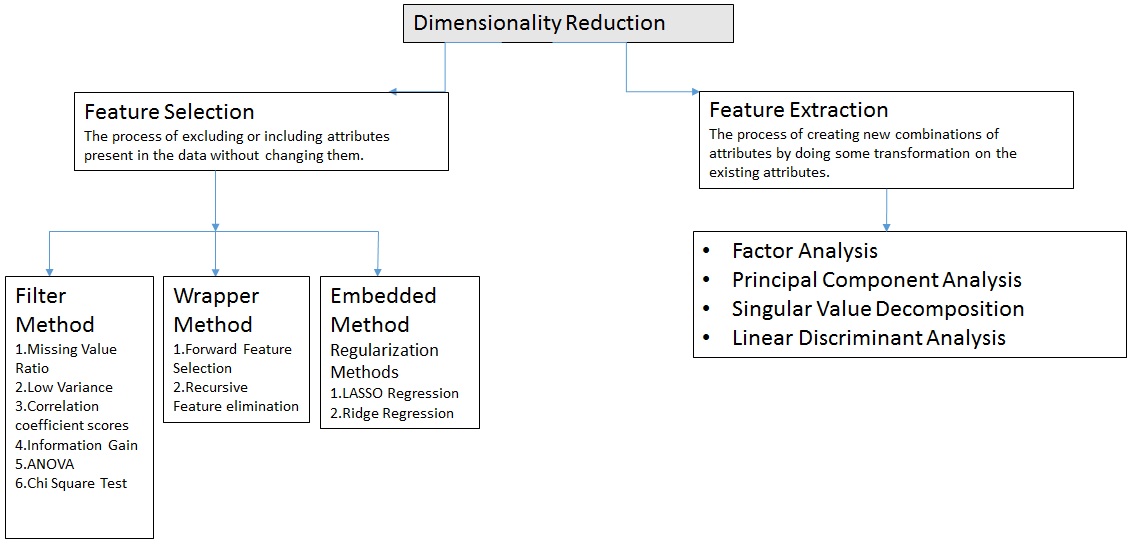 Dimensionality Reduction
Feature Selection
The process of excluding or including attributes
present in the data without changing them.
Feature Extraction
The process of creating new combinations of
attributes by doing some transformation on the
existing attributes.
Filter
Method
1.Missing Value
Ratio
2.Low Variance
3.Correlation
coefficient scores
4.Information Gain
5.ANOVA
6.Chi Square Test
Wrapper
Method
1.Forward Feature
Selection
2.Recursive
Feature elimination
Embedded
Method
Regularization
Methods
1.LASSO Regression
2.Ridge Regression
• Factor Analysis
• Principal Component Analysis
• Singular Value Decomposition
• Linear Discriminant Analysis